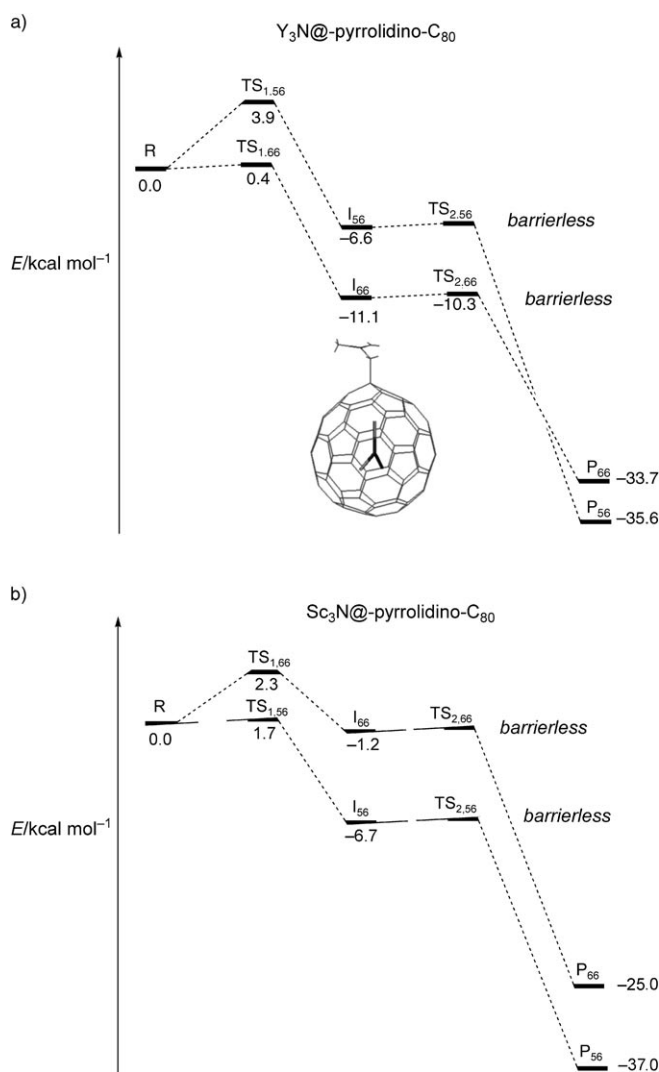 a)
Y₃N@-pyrrolidino-C₈₀
TS₁.₅₆
3.9
R
TS₁.₆₆
0.0
0.4
I₅₆
TS₂.₅₆
barrierless
−6.6
E/kcal mol⁻¹
I₆₆
TS₂.₆₆
barrierless
−11.1
−10.3
P₆₆
−33.7
P₅₆
−35.6
b)
Sc₃N@-pyrrolidino-C₈₀
TS₁,₆₆
2.3
R
TS₁,₅₆
0.0
1.7
I₆₆
TS₂,₆₆
barrierless
−1.2
I₅₆
TS₂,₅₆
barrierless
E/kcal mol⁻¹
−6.7
P₆₆
−25.0
P₅₆
−37.0